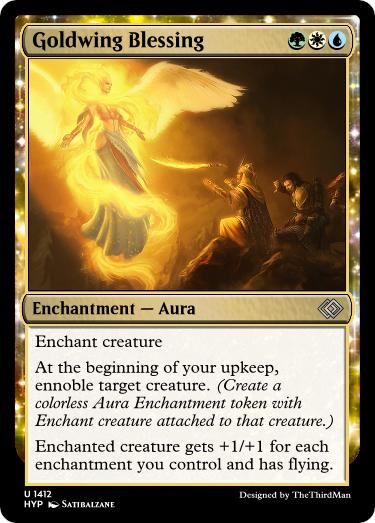 Goldwing Blessing
Enchantment — Aura
Enchant creature
At the beginning of your upkeep,
ennoble target creature. (Create a
colorless Aura Enchantment token with
Enchant creature attached to that creature.)
Enchanted creature gets +1/+1 for each
enchantment you control and has flying.
U 1412
HYP SATIBALZANE
Designed by TheThirdMan